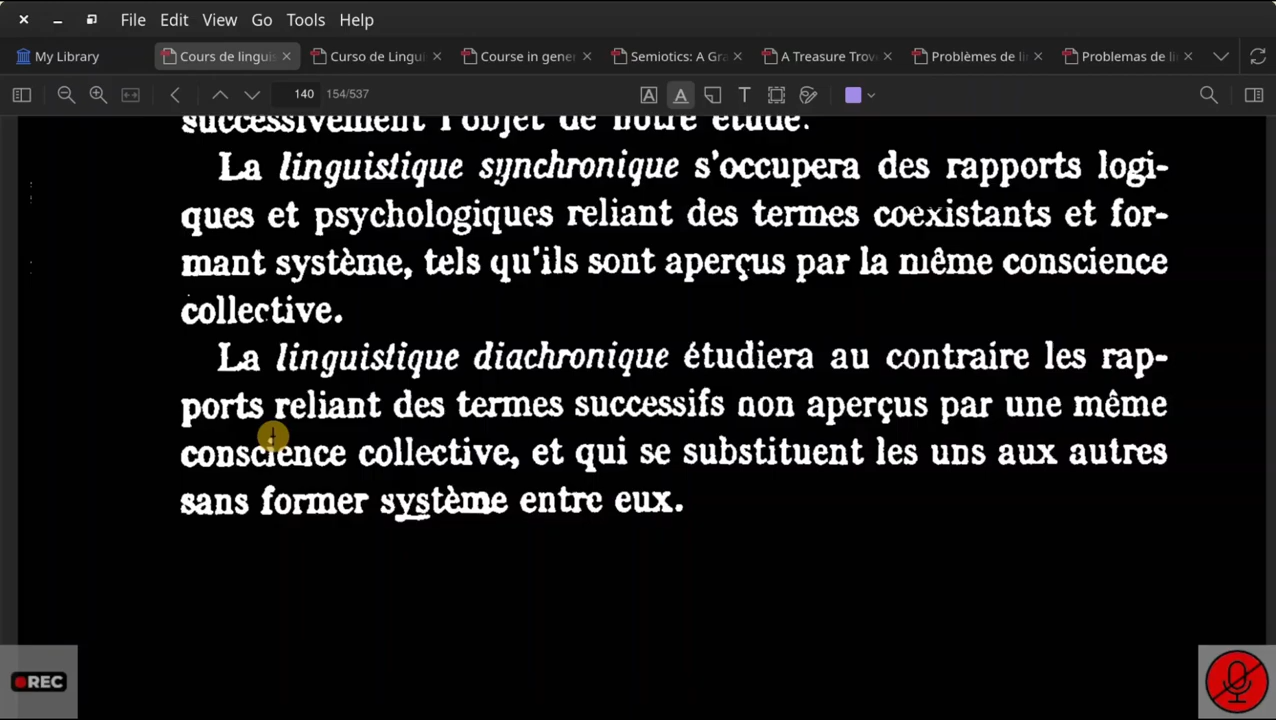 File Edit View Go Tools Help
My Library Cours de linguis Curso de Lingui Course in gene Semiotics: A Gra A Treasure Trov Problèmes de li Problemas de li
140 154/537
successivement l'objet de notre étude.
La linguistique synchronique s'occupera des rapports logi-
ques et psychologiques reliant des termes coexistants et for-
mant système, tels qu'ils sont aperçus par la même conscience
collective.
La linguistique diachronique étudiera au contraire les rap-
ports reliant des termes successifs non aperçus par une même
conscience collective, et qui se substituent les uns aux autres
sans former système entre eux.
REC